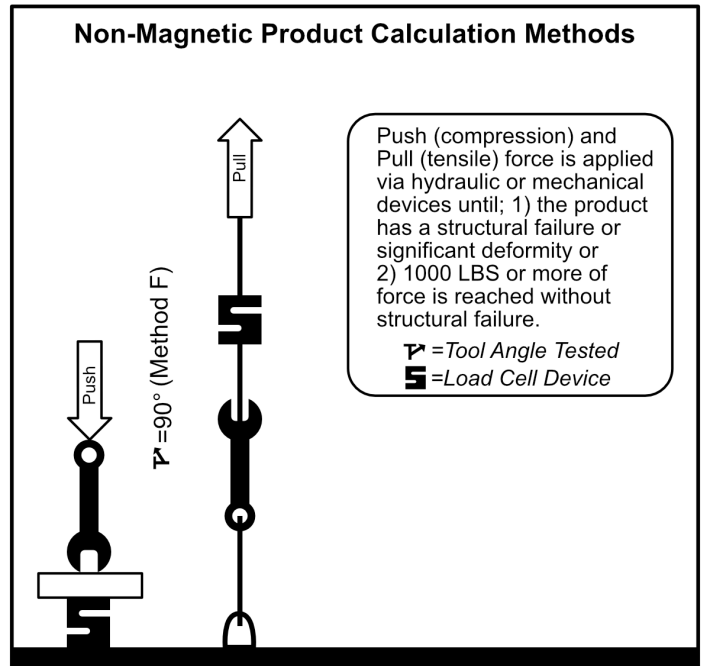 Non-Magnetic Product Calculation Methods
Pull
Push (compression) and
Pull (tensile) force is applied
via hydraulic or mechanical
devices until; 1) the product
has a structural failure or
significant deformity or
2) 1000 LBS or more of
force is reached without
structural failure.
=Tool Angle Tested
=Load Cell Device
=90° (Method F)
Push